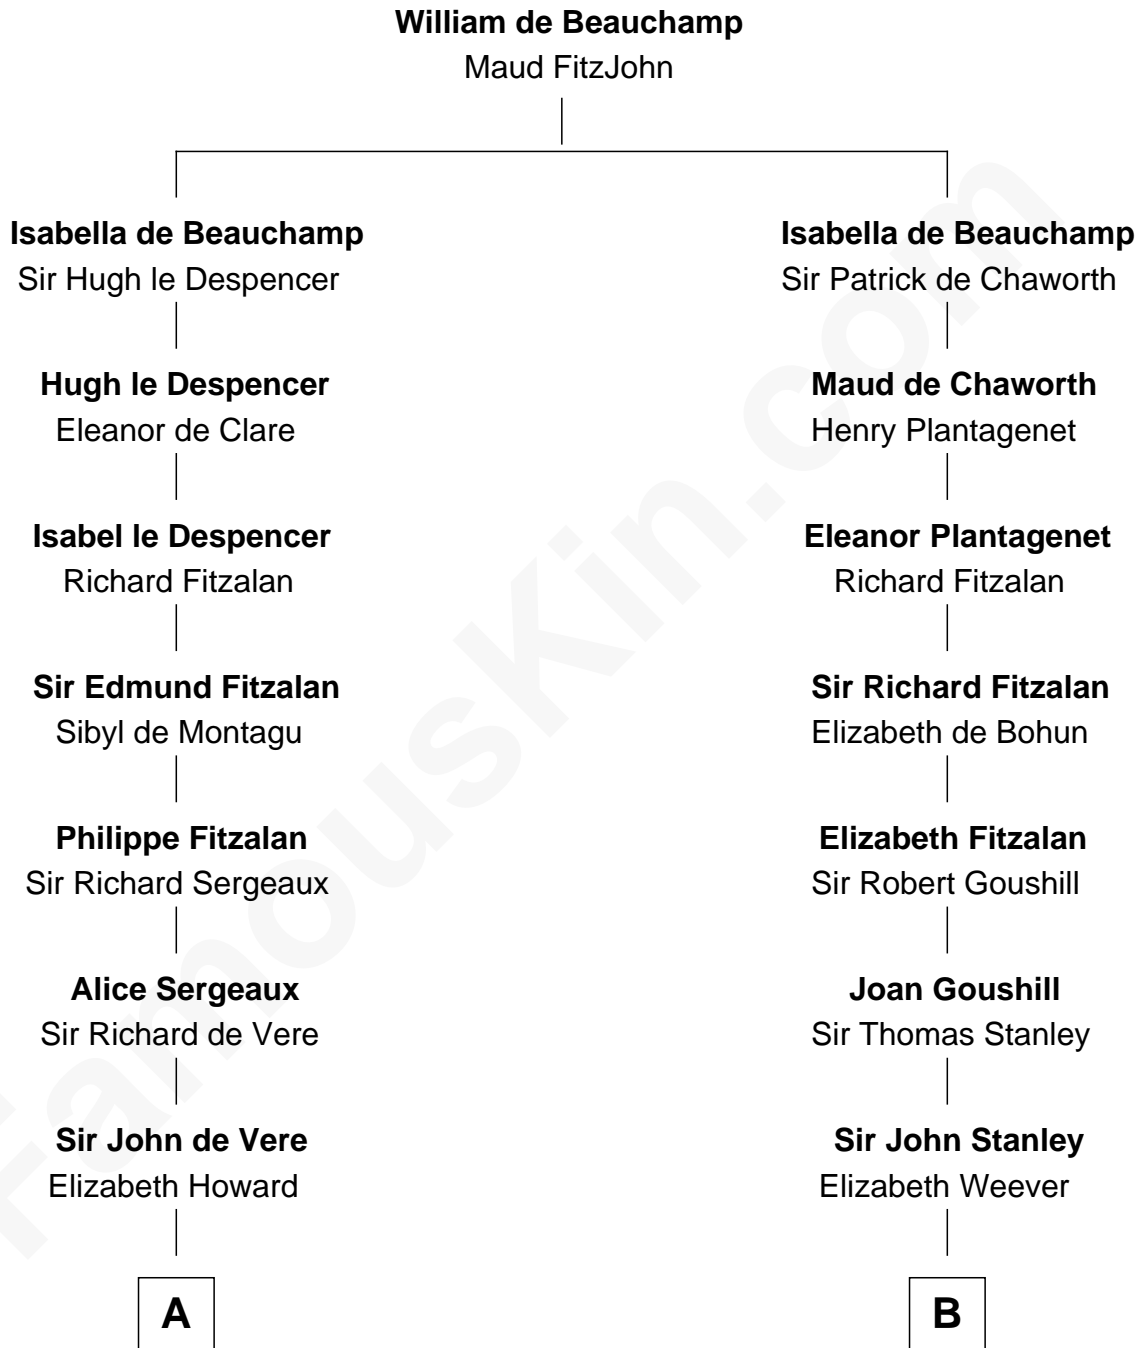 William de Beauchamp
Maud FitzJohn
Isabella de Beauchamp
Sir Hugh le Despencer
Hugh le Despencer
Eleanor de Clare
Isabel le Despencer
Richard Fitzalan
Sir Edmund Fitzalan
Sibyl de Montagu
Philippe Fitzalan
Sir Richard Sergeaux
Alice Sergeaux
Sir Richard de Vere
Sir John de Vere
Elizabeth Howard
A
Isabella de Beauchamp
Sir Patrick de Chaworth
Maud de Chaworth
Henry Plantagenet
Eleanor Plantagenet
Richard Fitzalan
Sir Richard Fitzalan
Elizabeth de Bohun
Elizabeth Fitzalan
Sir Robert Goushill
Joan Goushill
Sir Thomas Stanley
Sir John Stanley
Elizabeth Weever
B
FamousKin.com